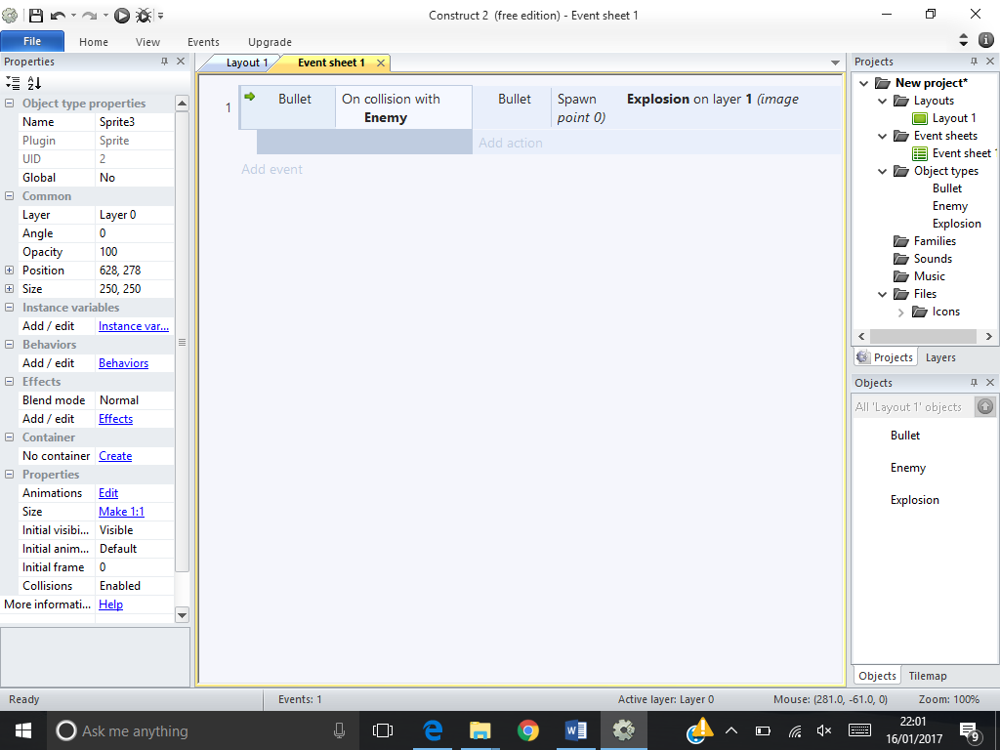 Construct 2 (free edition) - Event sheet 1
File Home View Events Upgrade
Properties
Object type properties
Name Sprite3
Plugin Sprite
UID 2
Global No
Common
Layer Layer 0
Angle 0
Opacity 100
Position 628, 278
Size 250, 250
Instance variables
Add / edit Instance var...
Behaviors
Add / edit Behaviors
Effects
Blend mode Normal
Add / edit Effects
Container
No container Create
Properties
Animations Edit
Size Make 1:1
Initial visibi... Visible
Initial anim... Default
Initial frame 0
Collisions Enabled
More informati... Help
Layout 1 Event sheet 1
1
Bullet
On collision with
Enemy
Bullet
Spawn Explosion on layer 1 (image
point 0)
Add action
Add event
Projects
New project*
Layouts
Layout 1
Event sheets
Event sheet 1
Object types
Bullet
Enemy
Explosion
Families
Sounds
Music
Files
Icons
Projects Layers
Objects
All 'Layout 1' objects
Bullet
Enemy
Explosion
Objects Tilemap
Ready Events: 1 Active layer: Layer 0 Mouse: (281.0, -61.0, 0) Zoom: 100%
Ask me anything
22:01
16/01/2017
9